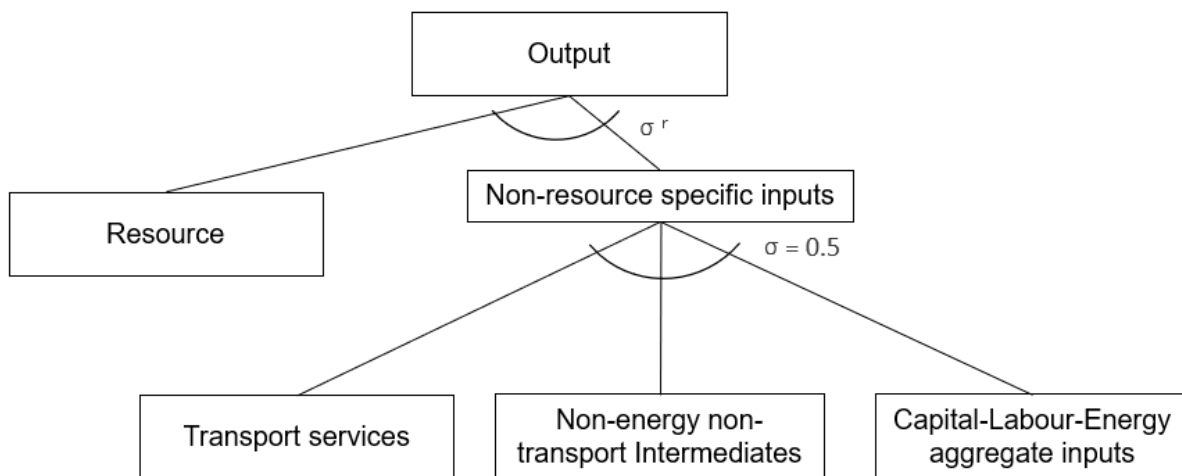 Output
σ r
Non-resource specific inputs
Resource
σ = 0.5
Transport services
Non-energy non-
transport Intermediates
Capital-Labour-Energy
aggregate inputs